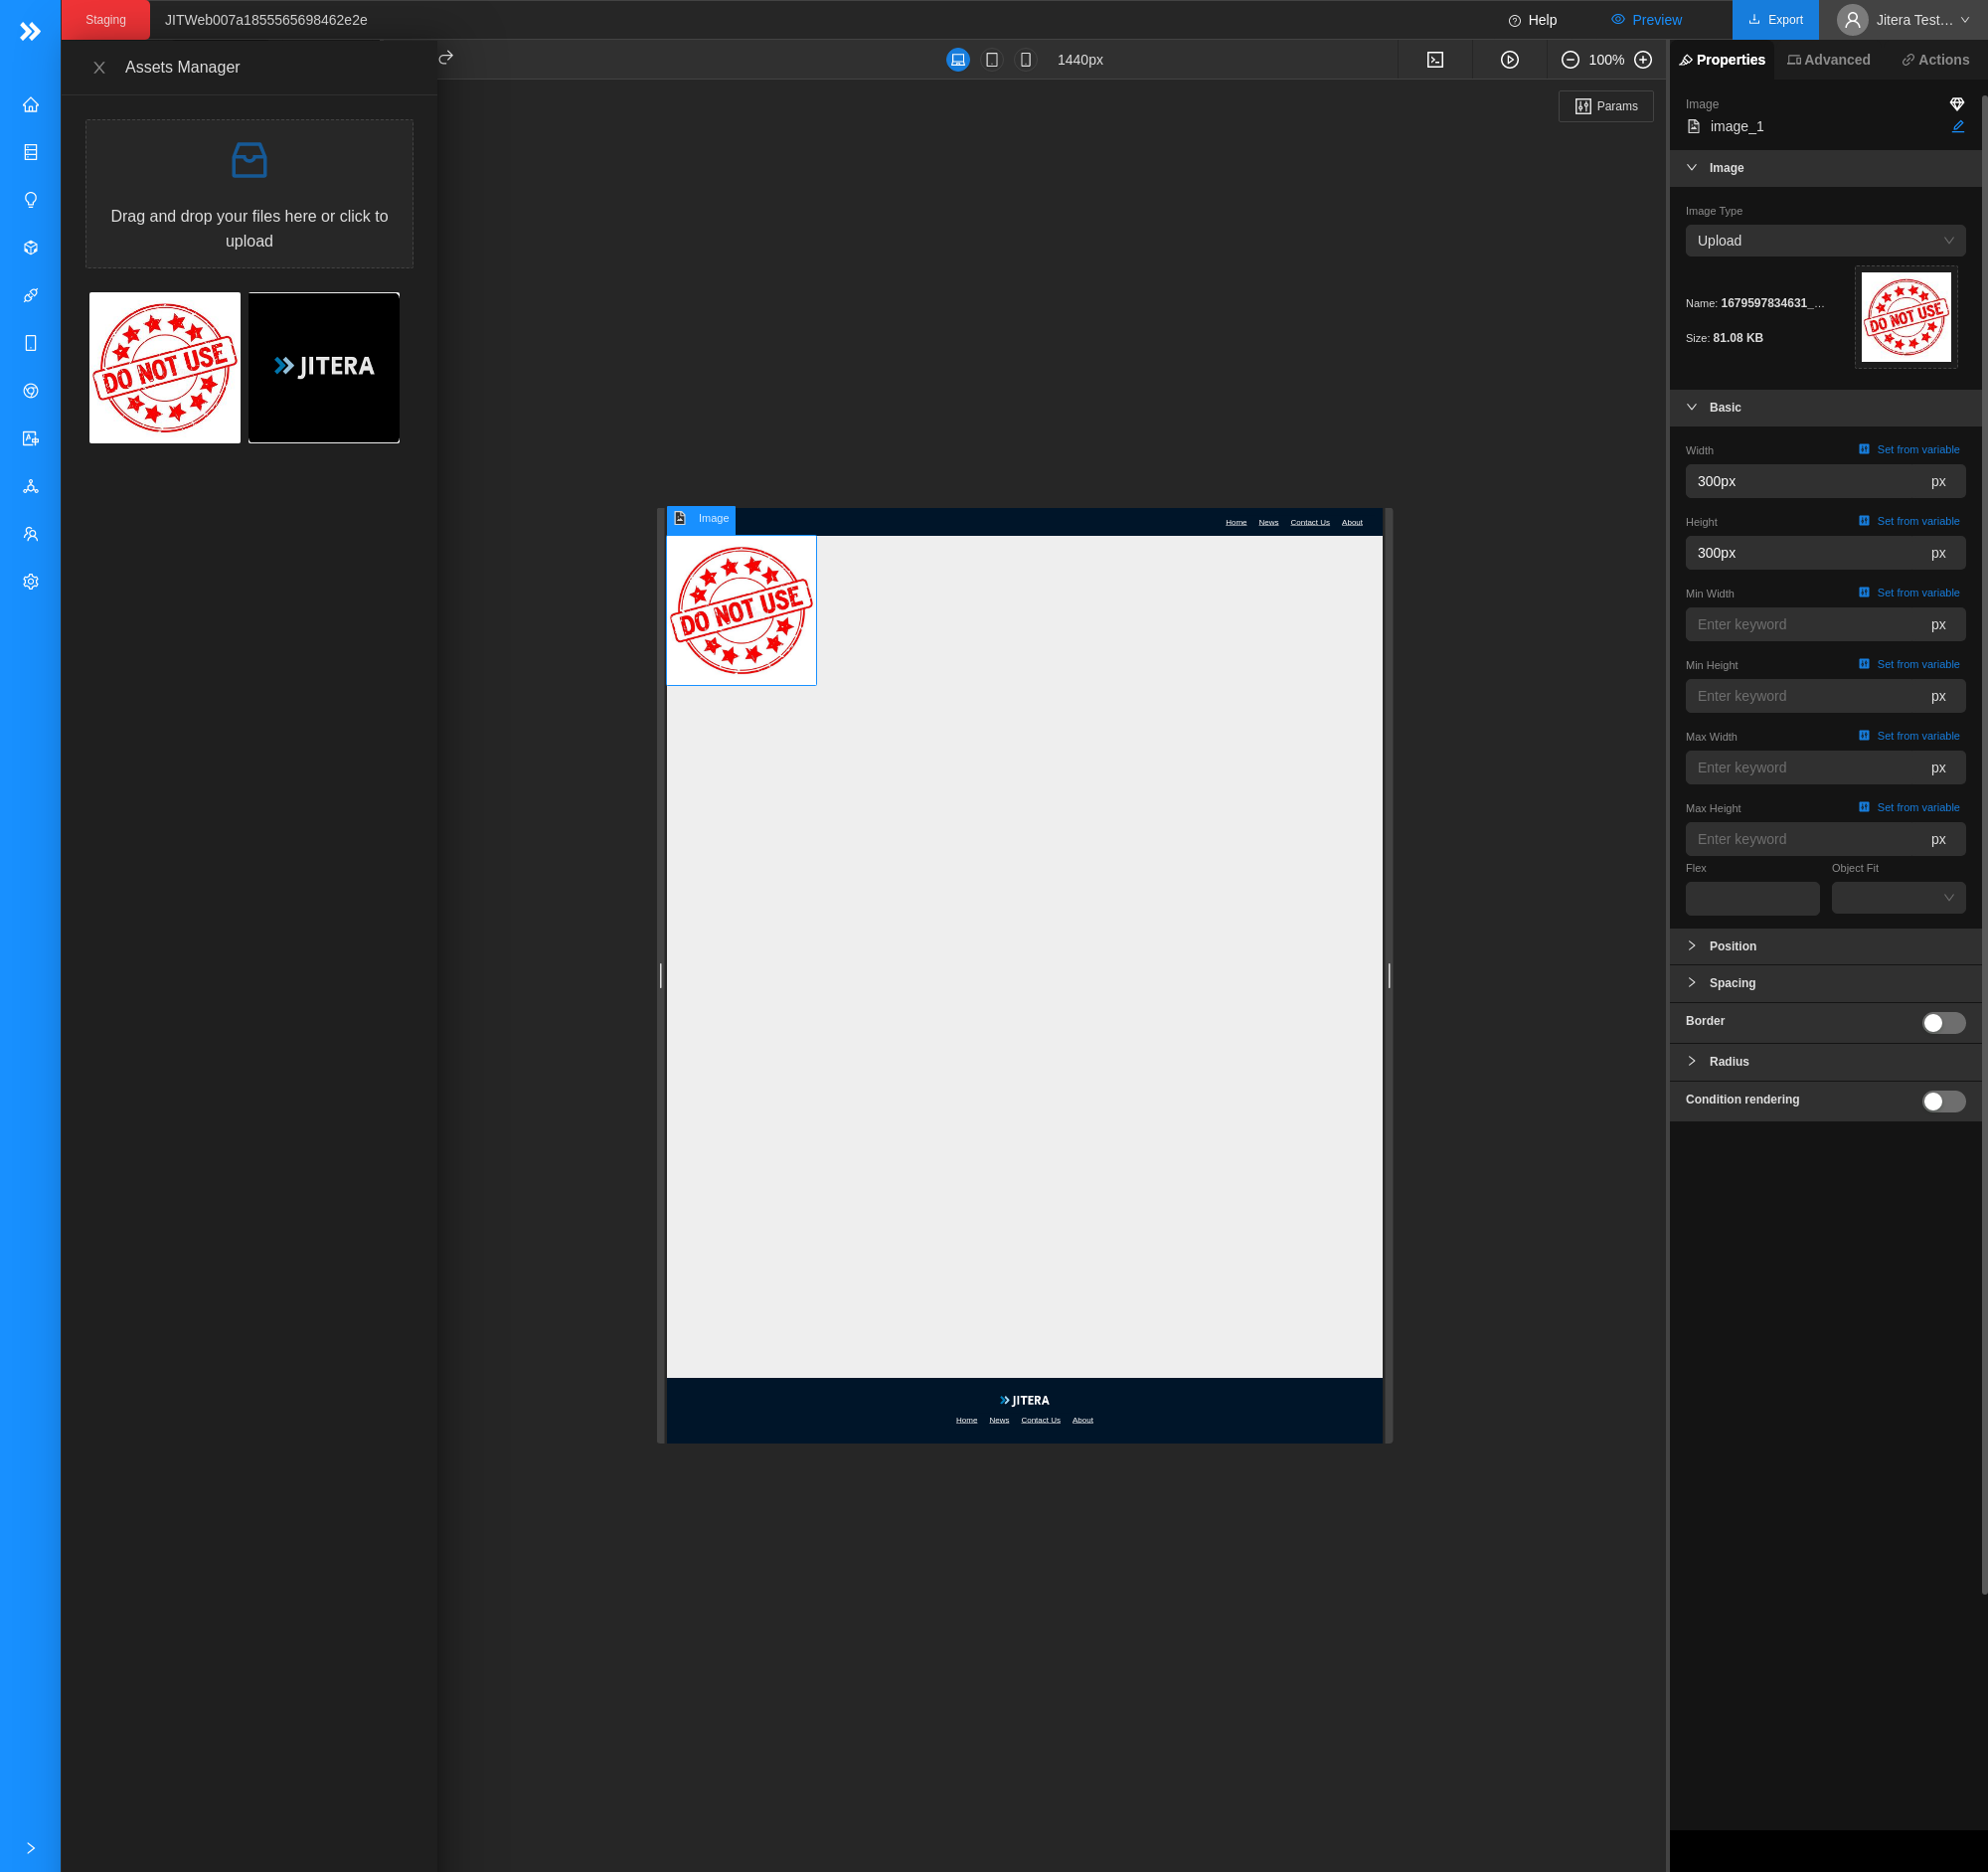 Staging
JITWeb007a1855565698462e2e
Help
Preview
Export
Jitera Test...
Assets Manager
1440px
100%
Properties
Advanced
Actions
Params
Drag and drop your files here or click to
upload
DO NOT USE
JITERA
Image
Home
News
Contact Us
About
DO NOT USE
JITERA
Home
News
Contact Us
About
Image
image_1
Image
Image Type
Upload
Name: 1679597834631_...
Size: 81.08 KB
DO NOT USE
Basic
Width
Set from variable
300px
px
Height
Set from variable
300px
px
Min Width
Set from variable
Enter keyword
px
Min Height
Set from variable
Enter keyword
px
Max Width
Set from variable
Enter keyword
px
Max Height
Set from variable
Enter keyword
px
Flex
Object Fit
Position
Spacing
Border
Radius
Condition rendering